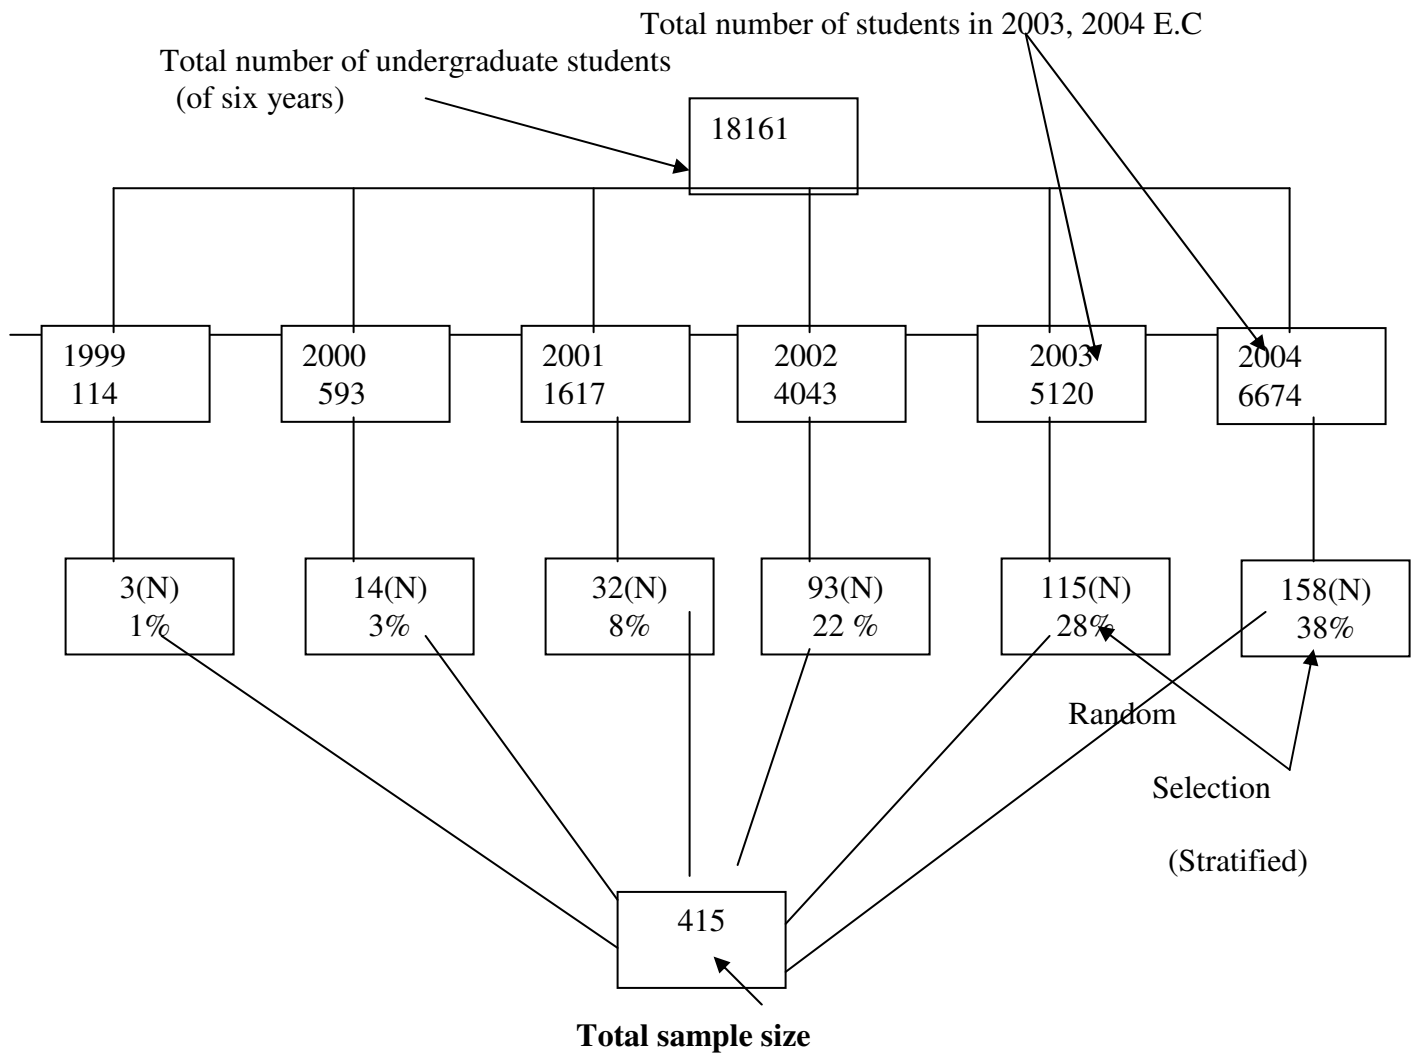 Total number of students in 2003, 2004 E.C
Total number of undergraduate students
(of six years)
18161
1999
114
2000
593
2001
1617
2002
4043
2003
5120
2004
6674
3(N)
1%
14(N)
3%
32(N)
8%
93(N)
22 %
115(N)
28%
158(N)
38%
Random
Selection
(Stratified)
415
Total sample size